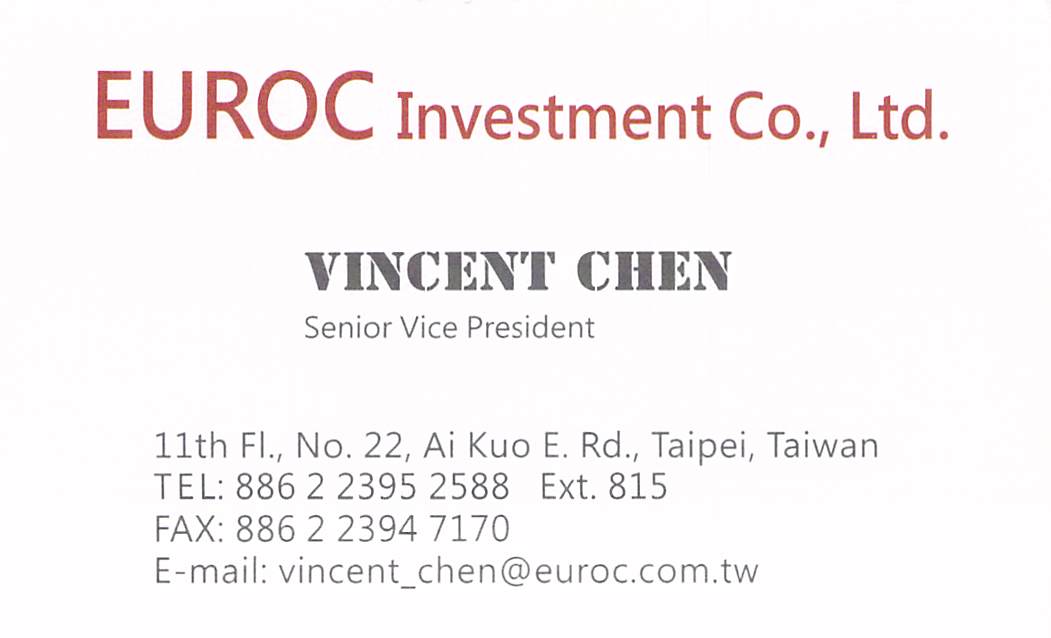 EUROC Investment Co., Ltd.
VINCENT CHEN
Senior Vice President
11th Fl., No. 22, Ai Kuo E. Rd., Taipei, Taiwan
TEL: 886 2 2395 2588 Ext. 815
FAX: 886 2 2394 7170
E-mail: vincent_chen@euroc.com.tw